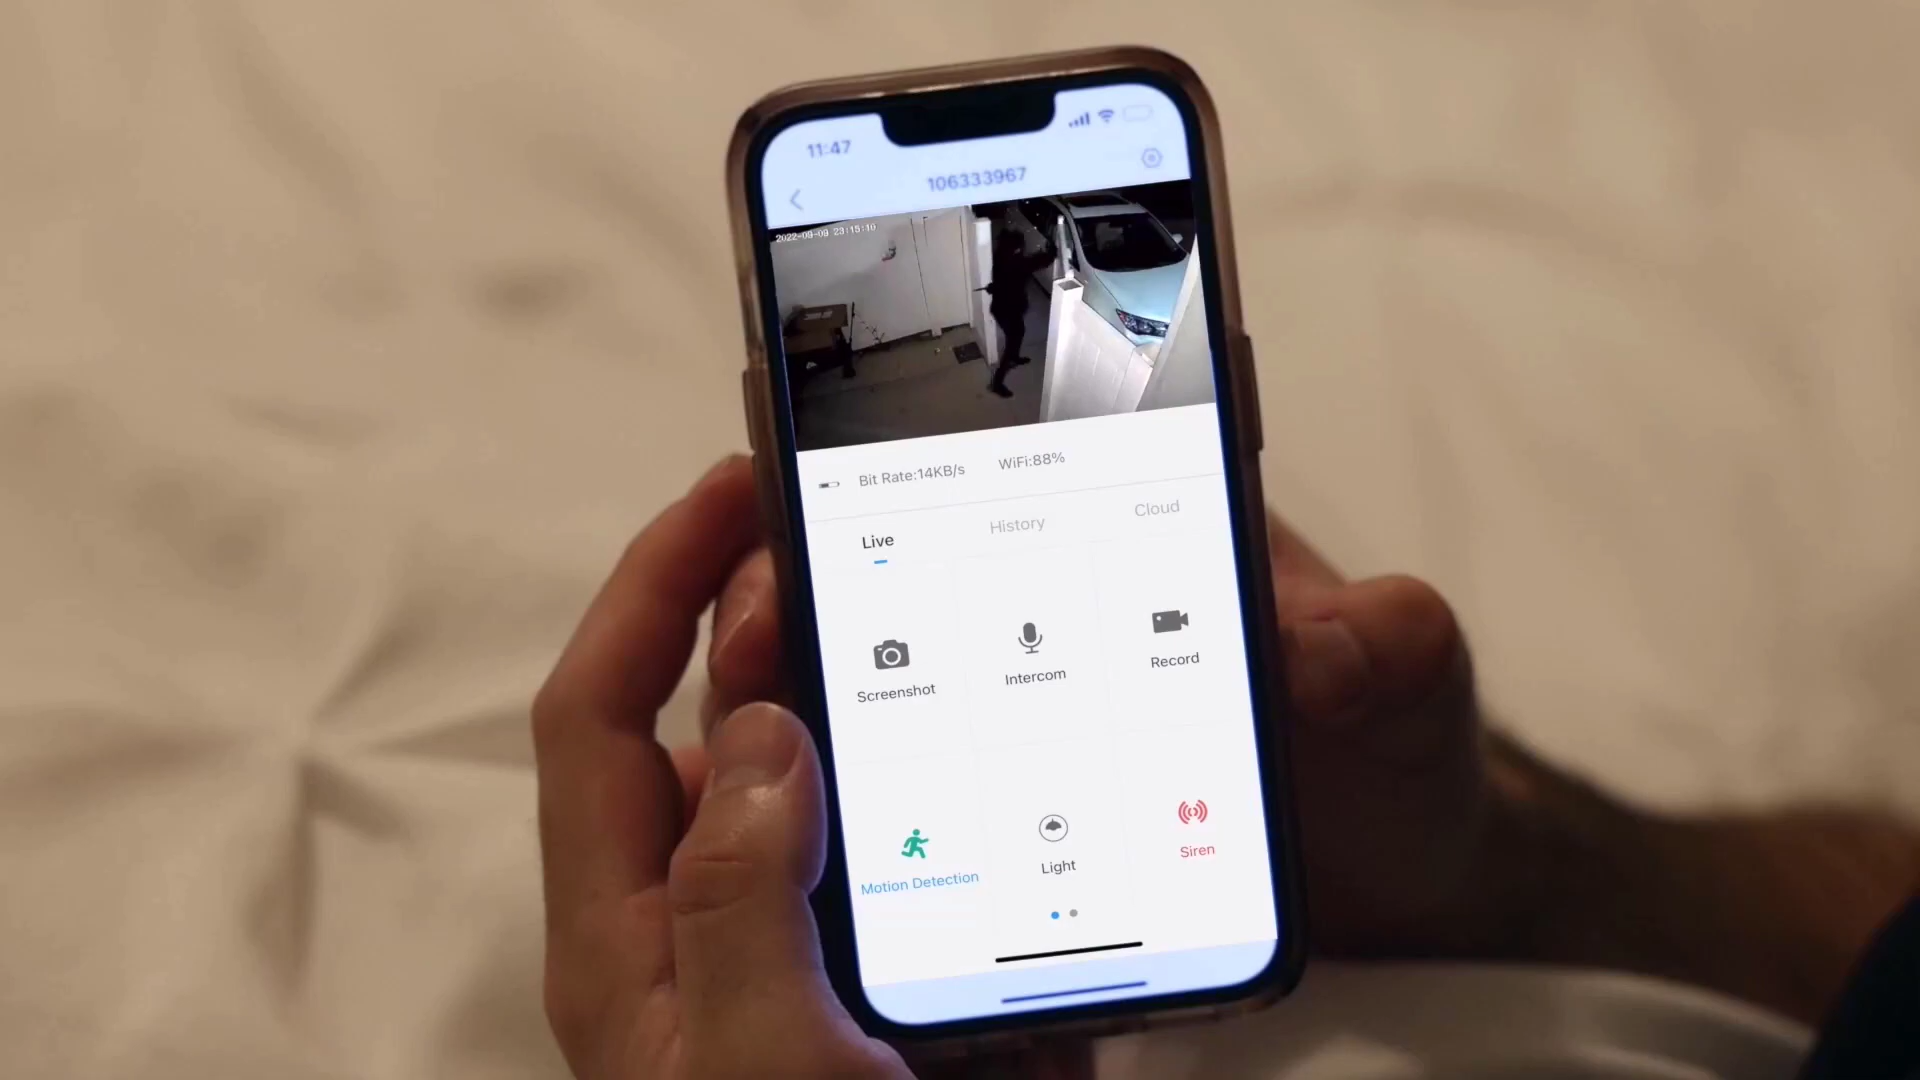 11:47
106333967
2022-09-09 23:15:10
Bit Rate:14KB/s WiFi:88%
Live History Cloud
Screenshot Intercom Record
Motion Detection Light Siren